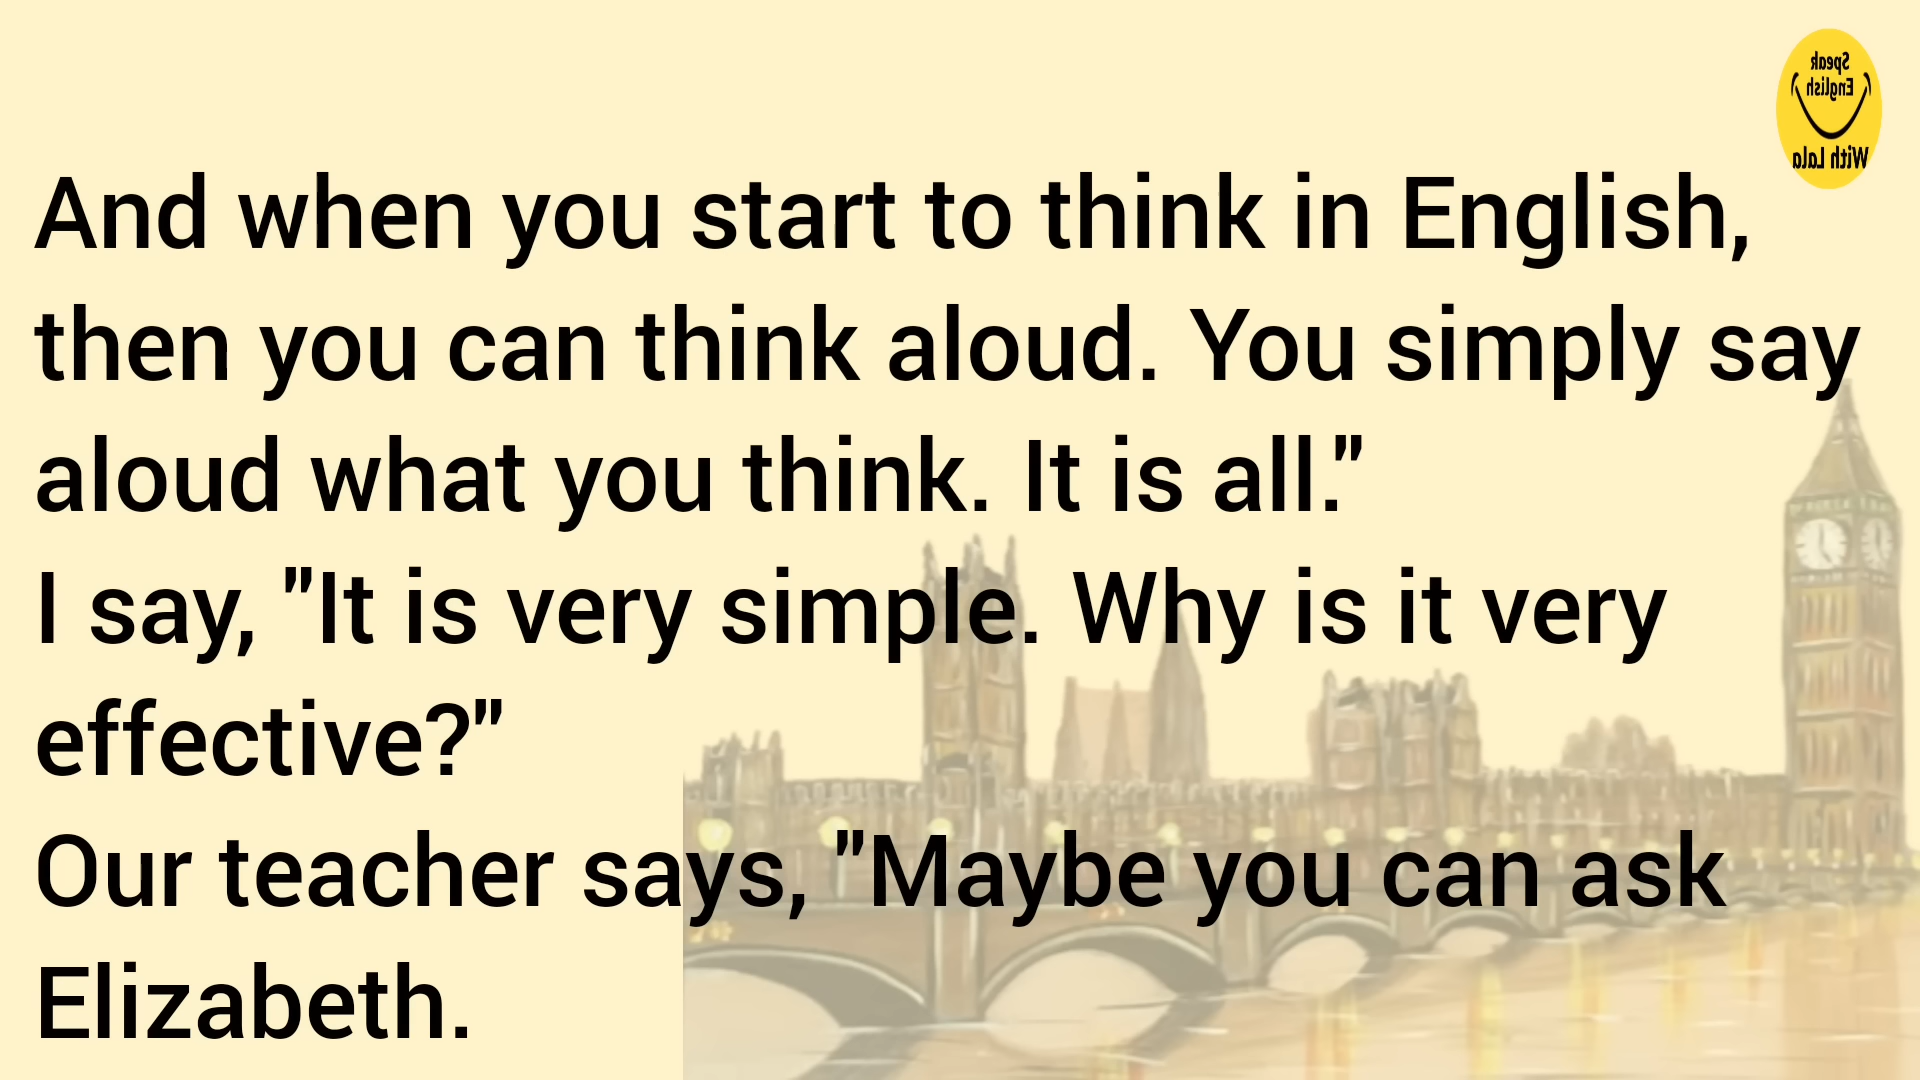 Speak
English
With Lala
And when you start to think in English,
then you can think aloud. You simply say
aloud what you think. It is all."
I say, "It is very simple. Why is it very
effective?"
Our teacher says, "Maybe you can ask
Elizabeth.